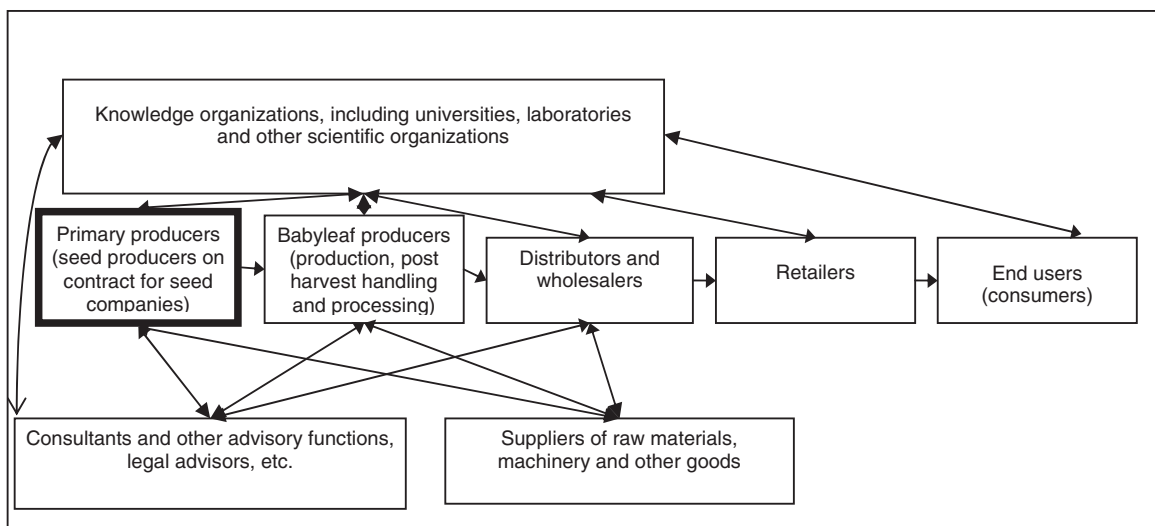 Knowledge organizations, including universities, laboratories
and other scientific organizations
Primary producers
(seed producers on
contract for seed
companies)
Babyleaf producers
(production, post
harvest handling
and processing)
Distributors and
wholesalers
Retailers
End users
(consumers)
Consultants and other advisory functions,
legal advisors, etc.
Suppliers of raw materials,
machinery and other goods